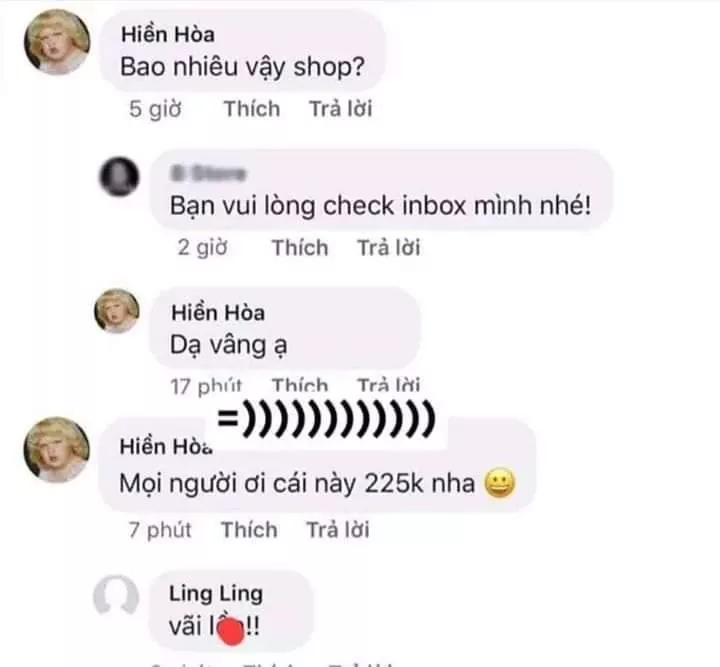 Hiền Hòa
Bao nhiêu vậy shop?
5 giờ Thích Trả lời
Store
Bạn vui lòng check inbox mình nhé!
2 giờ Thích Trả lời
Hiền Hòa
Dạ vâng ạ
17 phút Thích Trả lời
=))))))))))))
Hiền Hòa
Mọi người ơi cái này 225k nha 😀
7 phút Thích Trả lời
Ling Ling
vãi !!